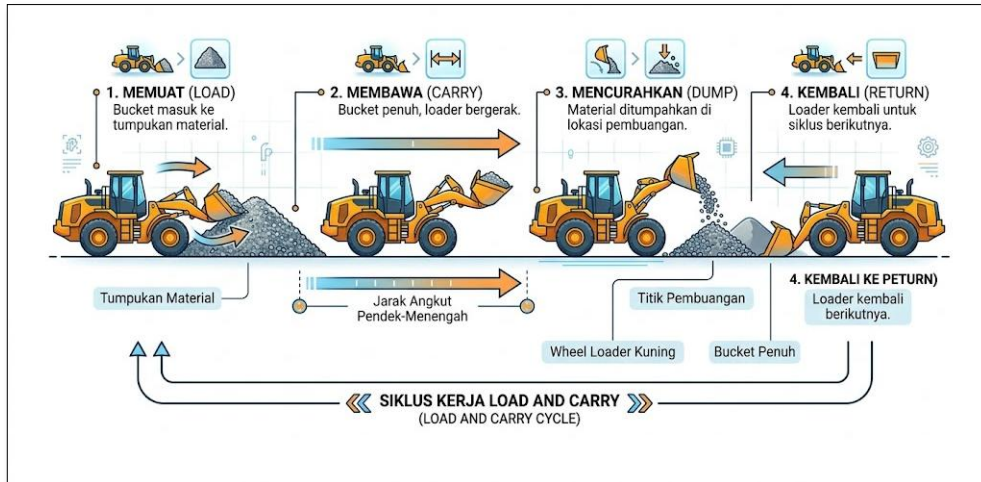 1. MEMUAT (LOAD)
Bucket masuk ke
tumpukan material.
2. MEMBAWA (CARRY)
Bucket penuh, loader bergerak.
3. MENCURAHKAN (DUMP)
Material ditumpahkan di
lokasi pembuangan.
4. KEMBALI (RETURN)
Loader kembali untuk
siklus berikutnya.
Tumpukan Material
Jarak Angkut
Pendek-Menengah
Titik Pembuangan
Wheel Loader Kuning
Bucket Penuh
4. KEMBALI KE PETURN)
Loader kembali
berikutnya.
SIKLUS KERJA LOAD AND CARRY
(LOAD AND CARRY CYCLE)